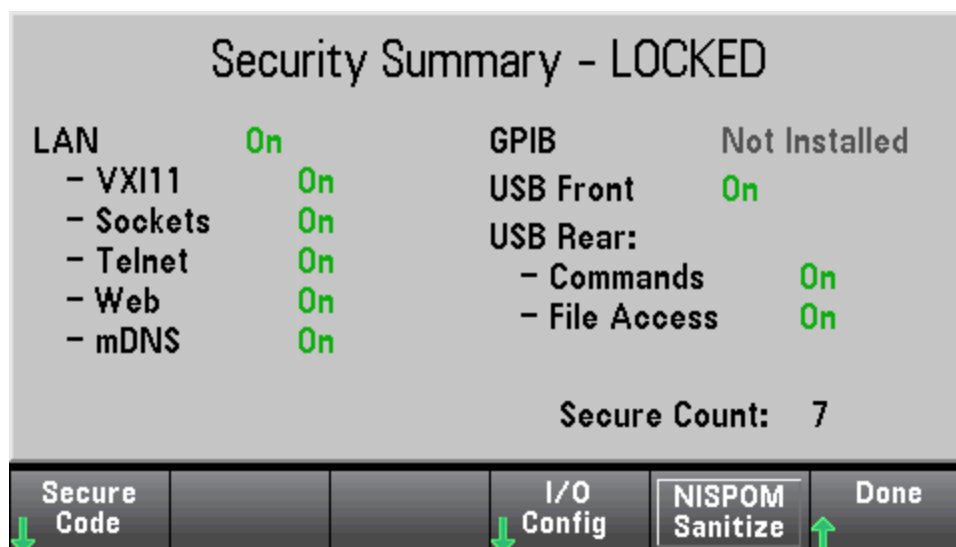 Security Summary – LOCKED
LAN On
– VXI11 On
– Sockets On
– Telnet On
– Web On
– mDNS On
GPIB Not Installed
USB Front On
USB Rear:
– Commands On
– File Access On
Secure Count: 7
Secure
Code
I/O
Config
NISPOM
Sanitize
Done